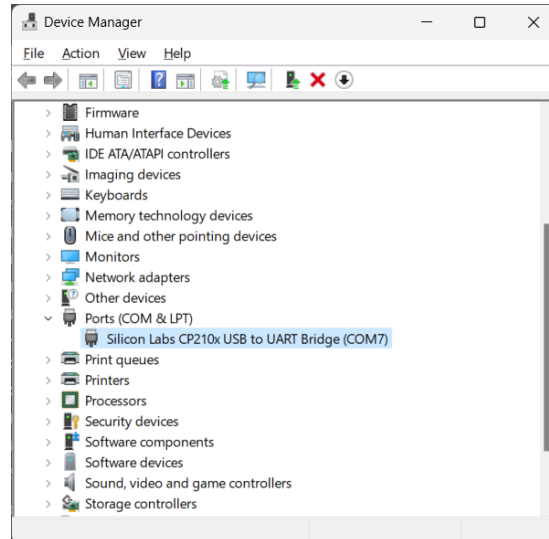 Device Manager
File Action View Help
Firmware
Human Interface Devices
IDE ATA/ATAPI controllers
Imaging devices
Keyboards
Memory technology devices
Mice and other pointing devices
Monitors
Network adapters
Other devices
Ports (COM & LPT)
Silicon Labs CP210x USB to UART Bridge (COM7)
Print queues
Printers
Processors
Security devices
Software components
Software devices
Sound, video and game controllers
Storage controllers